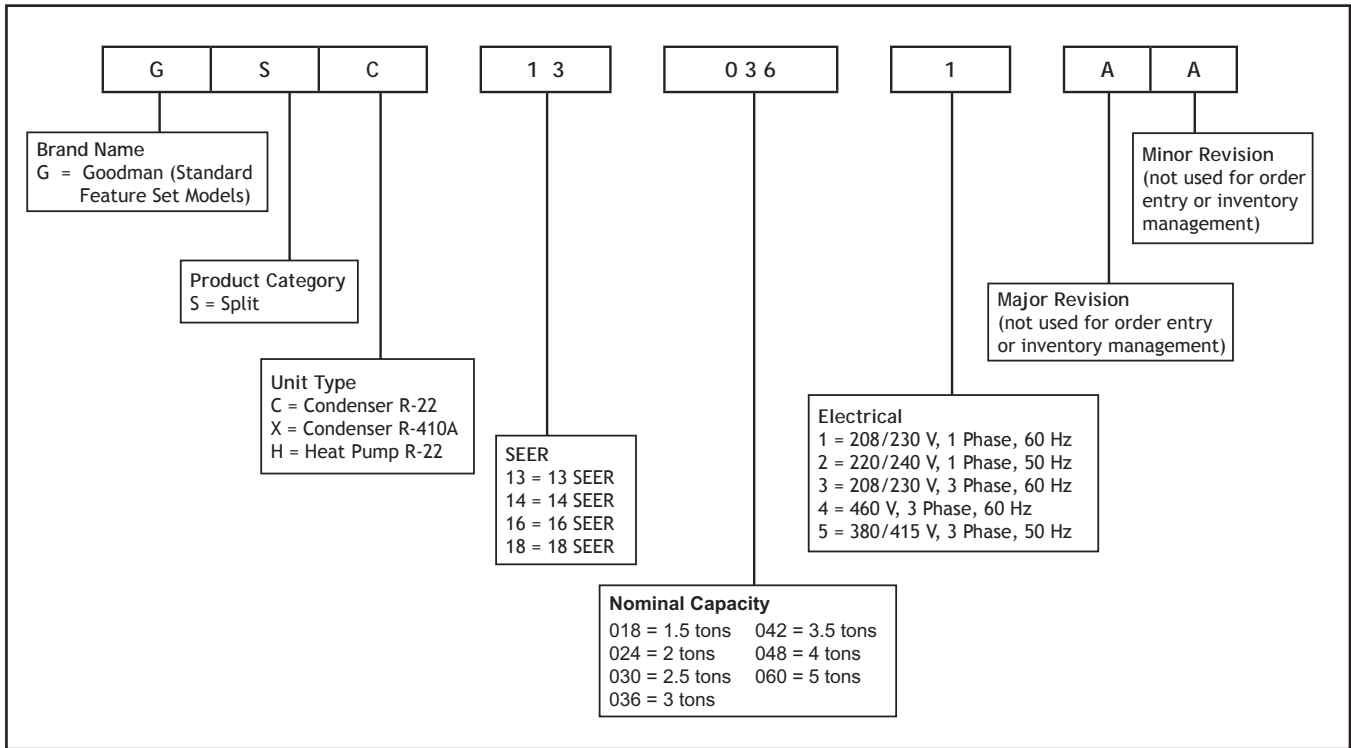 G S C 1 3 0 3 6 1 A A
Brand Name
G = Goodman (Standard
Feature Set Models)
Product Category
S = Split
Unit Type
C = Condenser R-22
X = Condenser R-410A
H = Heat Pump R-22
SEER
13 = 13 SEER
14 = 14 SEER
16 = 16 SEER
18 = 18 SEER
Nominal Capacity
018 = 1.5 tons 042 = 3.5 tons
024 = 2 tons 048 = 4 tons
030 = 2.5 tons 060 = 5 tons
036 = 3 tons
Electrical
1 = 208/230 V, 1 Phase, 60 Hz
2 = 220/240 V, 1 Phase, 50 Hz
3 = 208/230 V, 3 Phase, 60 Hz
4 = 460 V, 3 Phase, 60 Hz
5 = 380/415 V, 3 Phase, 50 Hz
Major Revision
(not used for order entry
or inventory management)
Minor Revision
(not used for order
entry or inventory
management)